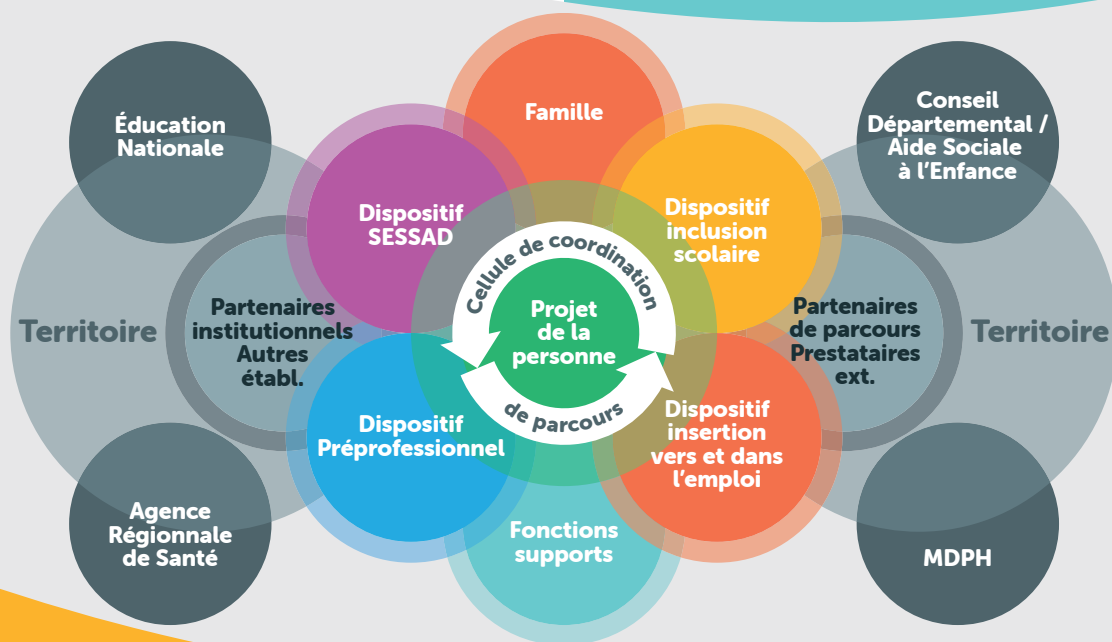 Famille
Éducation
Nationale
Conseil
Départemental /
Aide Sociale
à l'Enfance
Dispositif
SESSAD
Dispositif
inclusion
scolaire
Cellule de coordination
de parcours
Projet
de la
personne
Territoire
Partenaires
institutionnels
Autres
établ.
Partenaires
de parcours
Prestataires
ext.
Territoire
Dispositif
Préprofessionnel
Dispositif
insertion
vers et dans
l'emploi
Agence
Régionnale
de Santé
Fonctions
supports
MDPH